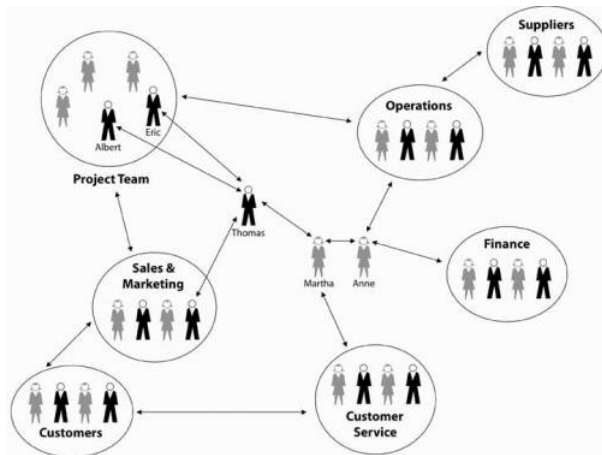 Suppliers
Operations
Eric
Albert
Project Team
Thomas
Sales &
Marketing
Martha
Anne
Finance
Customers
Customer
Service